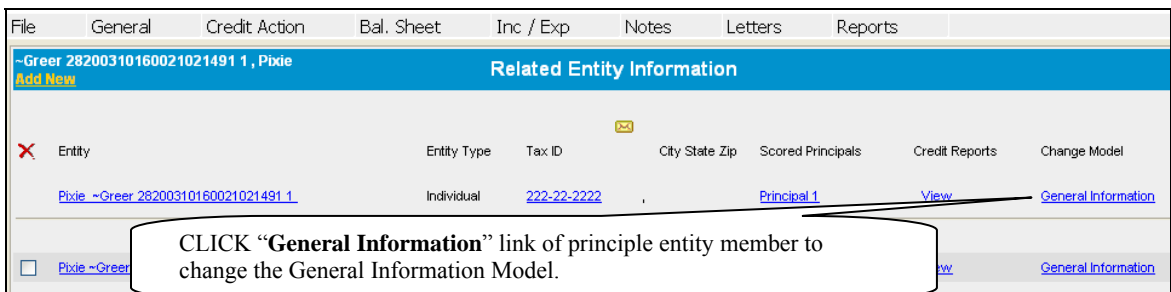 File General Credit Action Bal. Sheet Inc / Exp Notes Letters Reports
~Greer 28200310160021021491 1 , Pixie
Add New
Related Entity Information
Entity Entity Type Tax ID City State Zip Scored Principals Credit Reports Change Model
Pixie ~Greer 28200310160021021491 1 Individual 222-22-2222 , Principal 1 View General Information
CLICK “General Information” link of principle entity member to
change the General Information Model.
Pixie ~Greer General Information